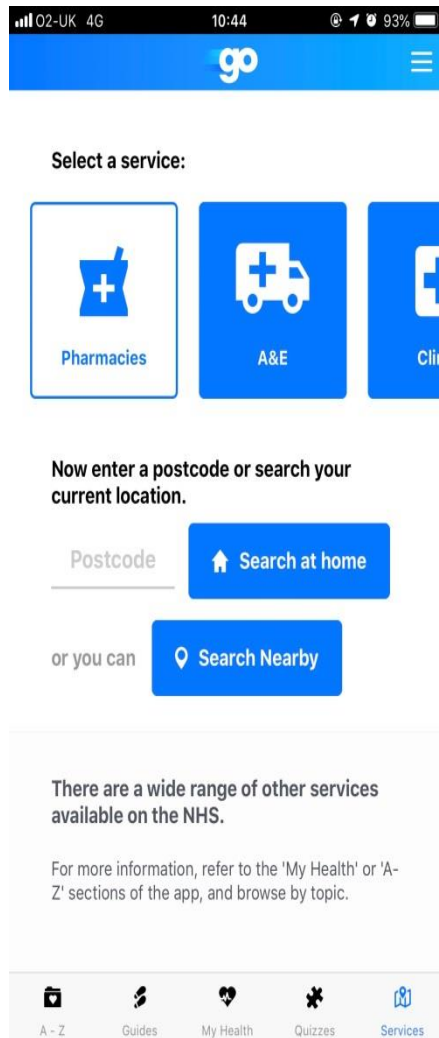 O2-UK 4G 10:44 93%
go
Select a service:
Pharmacies A&E Cli
Now enter a postcode or search your
current location.
Postcode Search at home
or you can Search Nearby
There are a wide range of other services
available on the NHS.
For more information, refer to the 'My Health' or 'A-
Z' sections of the app, and browse by topic.
A - Z Guides My Health Quizzes Services